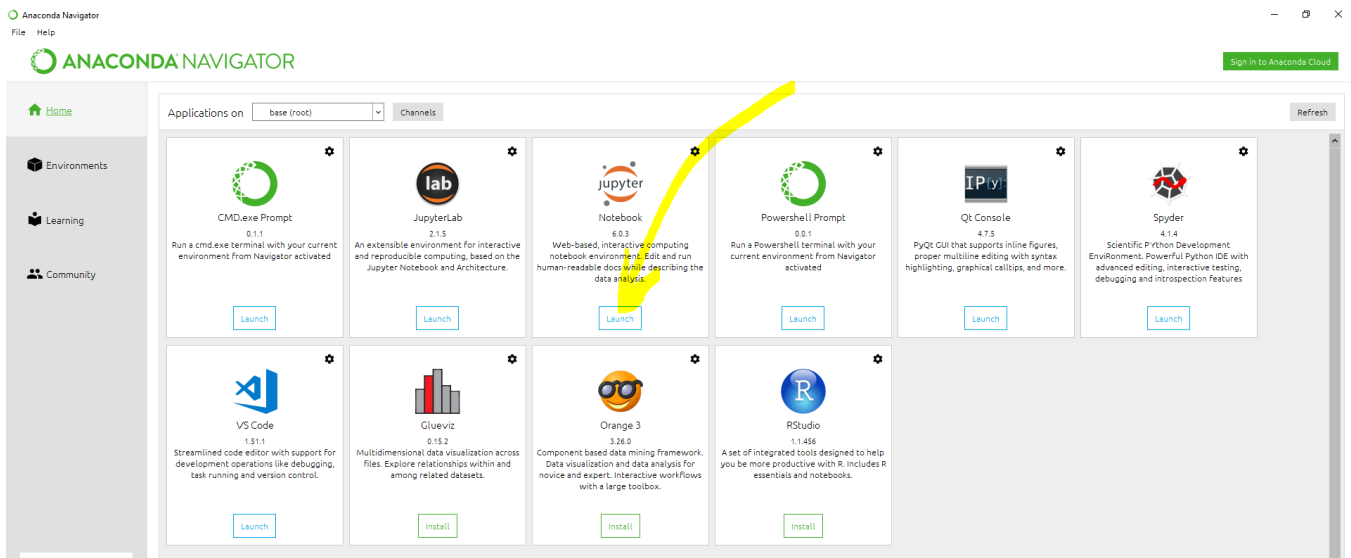 Anaconda Navigator
File Help
ANACONDA NAVIGATOR
Sign in to Anaconda Cloud
Home
Environments
Learning
Community
Applications on base (root) Channels Refresh
CMD.exe Prompt
0.1.1
Run a cmd.exe terminal with your current
environment from Navigator activated
Launch
lab
JupyterLab
2.1.5
An extensible environment for interactive
and reproducible computing, based on the
Jupyter Notebook and Architecture.
Launch
jupyter
Notebook
6.0.3
Web-based, interactive computing
notebook environment. Edit and run
human-readable docs while describing the
data analysis.
Launch
Powershell Prompt
0.0.1
Run a Powershell terminal with your
current environment from Navigator
activated
Launch
IP[y]:
Qt Console
4.7.5
PyQt GUI that supports inline figures,
proper multiline editing with syntax
highlighting, graphical calltips, and more.
Launch
Spyder
4.1.4
Scientific PYthon Development
EnviRonment. Powerful Python IDE with
advanced editing, interactive testing,
debugging and introspection features
Launch
VS Code
1.51.1
Streamlined code editor with support for
development operations like debugging,
task running and version control.
Launch
Glueviz
0.15.2
Multidimensional data visualization across
files. Explore relationships within and
among related datasets.
Install
Orange 3
3.26.0
Component based data mining framework.
Data visualization and data analysis for
novice and expert. Interactive workflows
with a large toolbox.
Install
R
RStudio
1.1.456
A set of integrated tools designed to help
you be more productive with R. Includes R
essentials and notebooks.
Install